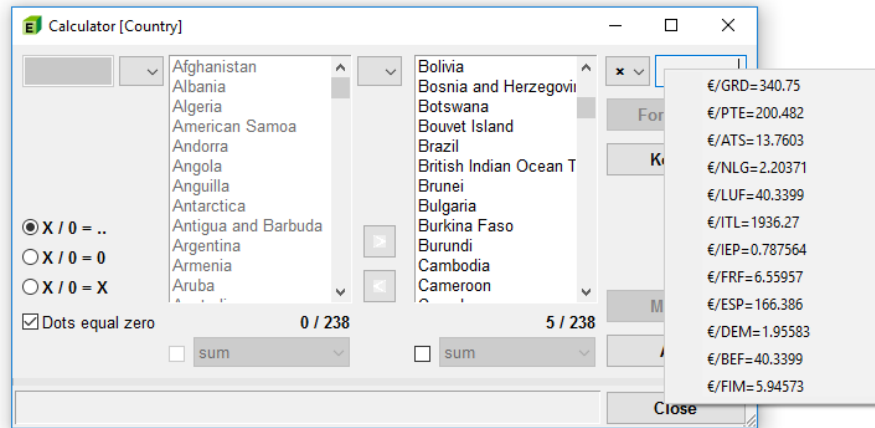 Calculator [Country]
Afghanistan
Albania
Algeria
American Samoa
Andorra
Angola
Anguilla
Antarctica
Antigua and Barbuda
Argentina
Armenia
Aruba
Bolivia
Bosnia and Herzegovi
Botswana
Bouvet Island
Brazil
British Indian Ocean T
Brunei
Bulgaria
Burkina Faso
Burundi
Cambodia
Cameroon
X / 0 = ..
X / 0 = 0
X / 0 = X
Dots equal zero
0 / 238
5 / 238
sum
sum
For
€/GRD=340.75
€/PTE=200.482
€/ATS=13.7603
€/NLG=2.20371
€/LUF=40.3399
€/ITL=1936.27
€/IEP=0.787564
€/FRF=6.55957
€/ESP=166.386
€/DEM=1.95583
€/BEF=40.3399
€/FIM=5.94573
Close